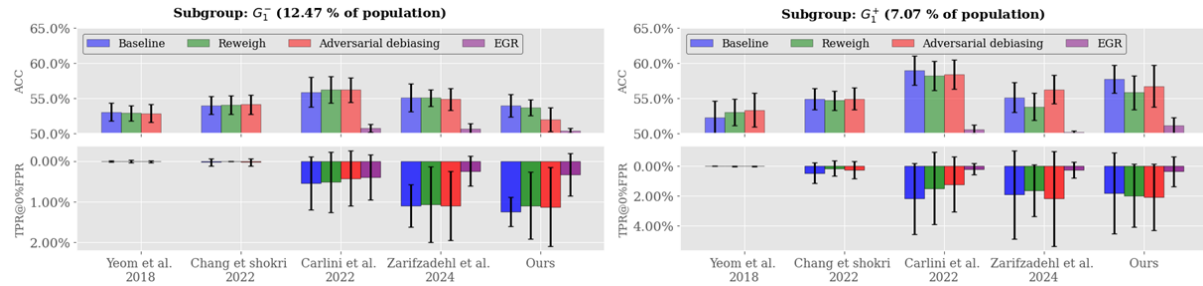 Subgroup: G₁⁻ (12.47 % of population)
65.0%
Baseline Reweigh Adversarial debiasing EGR
60.0%
ACC
55.0%
50.0%
0.00%
TPR@0%FPR
1.00%
2.00%
Yeom et al. 2018
Chang et shokri 2022
Carlini et al. 2022
Zarifzadehl et al. 2024
Ours
Subgroup: G₁⁺ (7.07 % of population)
65.0%
Baseline Reweigh Adversarial debiasing EGR
60.0%
ACC
55.0%
50.0%
0.00%
TPR@0%FPR
2.00%
4.00%
Yeom et al. 2018
Chang et shokri 2022
Carlini et al. 2022
Zarifzadehl et al. 2024
Ours